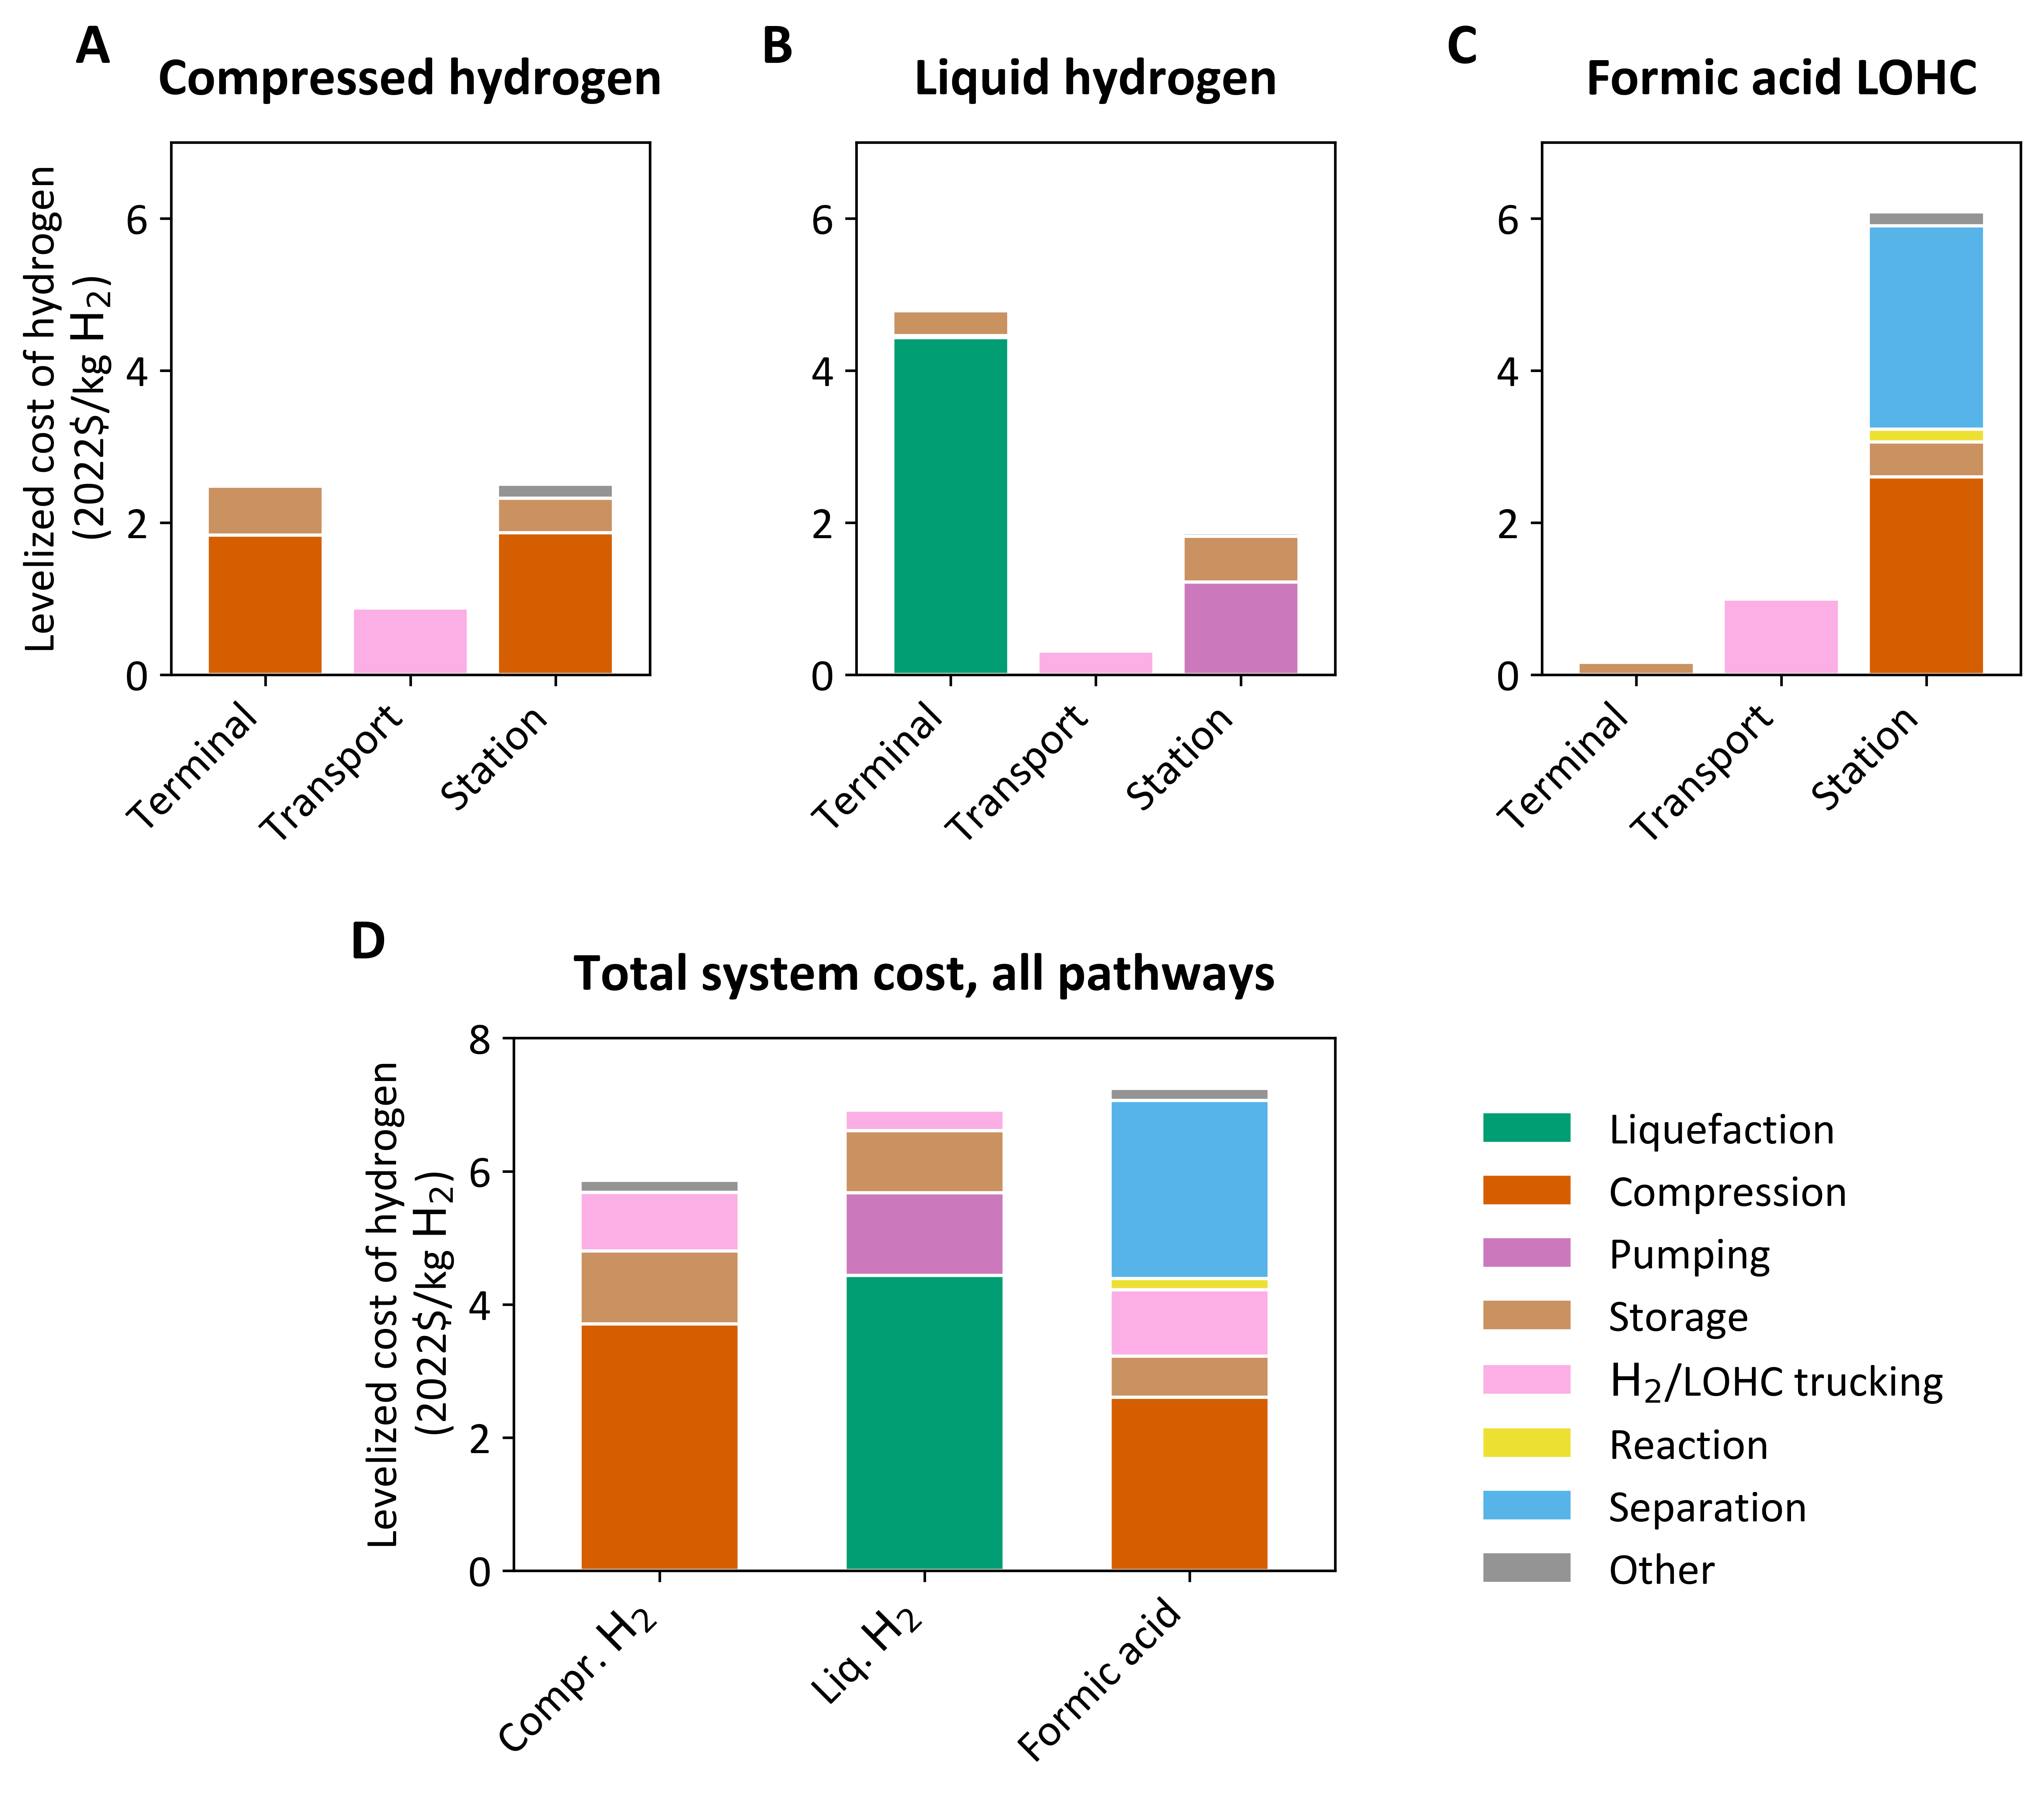 A
Compressed hydrogen
Levelized cost of hydrogen
(2022$/kg H₂)
6
4
2
0
Terminal
Transport
Station
B
Liquid hydrogen
6
4
2
0
Terminal
Transport
Station
C
Formic acid LOHC
6
4
2
0
Terminal
Transport
Station
D
Total system cost, all pathways
Levelized cost of hydrogen
(2022$/kg H₂)
8
6
4
2
0
Compr. H₂
Liq. H₂
Formic acid
Liquefaction
Compression
Pumping
Storage
H₂/LOHC trucking
Reaction
Separation
Other